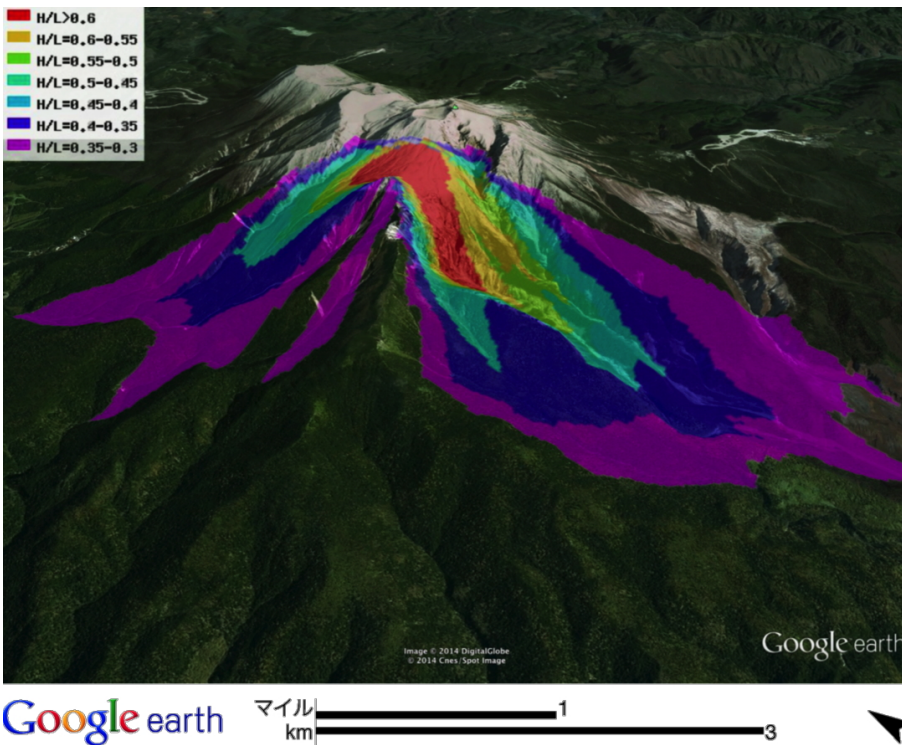 H/L>0.6
H/L=0.6-0.55
H/L=0.55-0.5
H/L=0.5-0.45
H/L=0.45-0.4
H/L=0.4-0.35
H/L=0.35-0.3
Image © 2014 DigitalGlobe
© 2014 Cnes/Spot Image
Google earth
Google earth
マイル 1
km 3